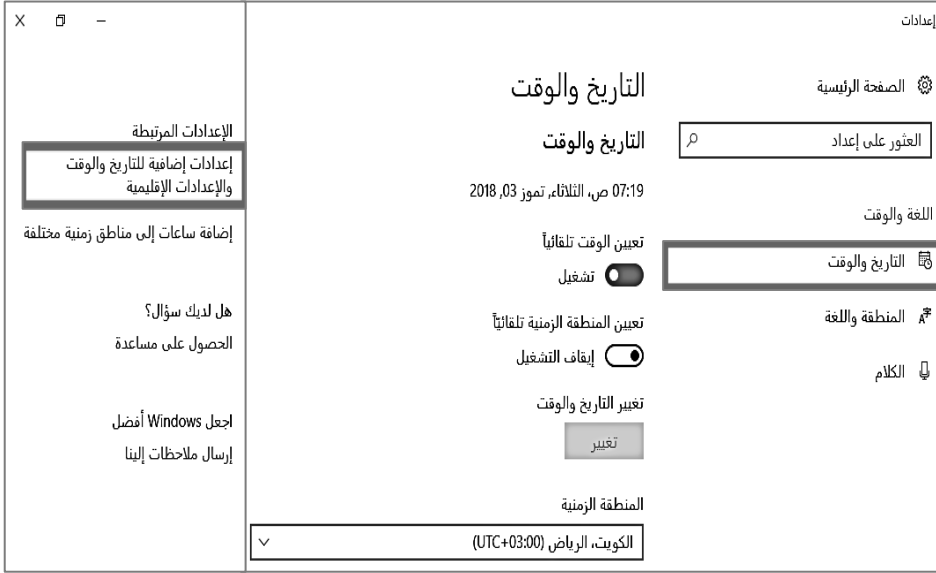 إعدادات
الصفحة الرئيسية
العثور على إعداد
اللغة والوقت
التاريخ والوقت
المنطقة واللغة
الكلام
التاريخ والوقت
التاريخ والوقت
07:19 ص، الثلاثاء, تموز 03, 2018
تعيين الوقت تلقائياً
تشغيل
تعيين المنطقة الزمنية تلقائيّاً
إيقاف التشغيل
تغيير التاريخ والوقت
تغيير
المنطقة الزمنية
الكويت، الرياض (UTC+03:00)
الإعدادات المرتبطة
إعدادات إضافية للتاريخ والوقت
والإعدادات الإقليمية
إضافة ساعات إلى مناطق زمنية مختلفة
هل لديك سؤال؟
الحصول على مساعدة
اجعل Windows أفضل
إرسال ملاحظات إلينا